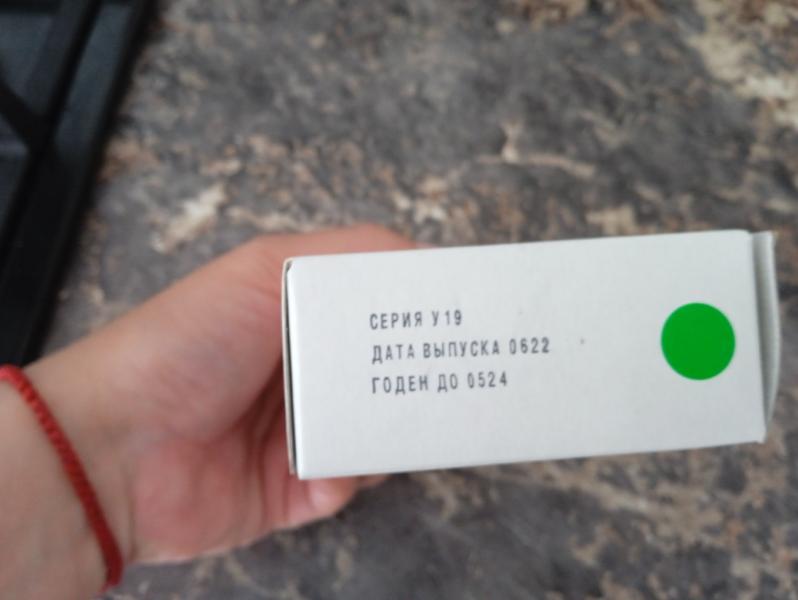 СЕРИЯ У19
ДАТА ВЫПУСКА 0622
ГОДЕН ДО 0524